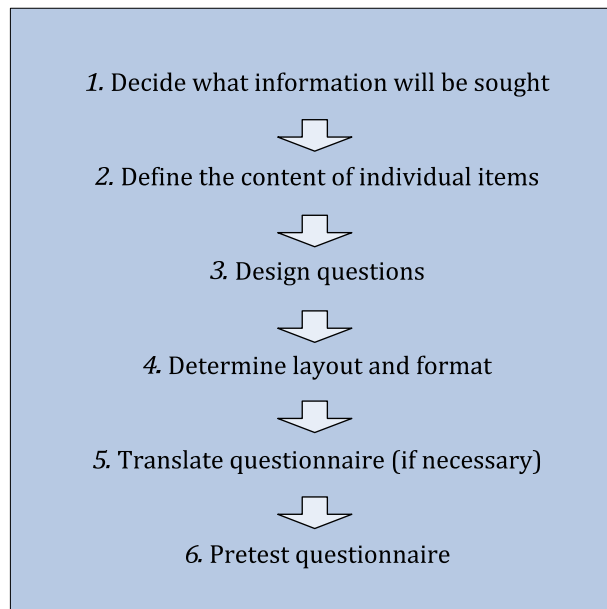 1. Decide what information will be sought
2. Define the content of individual items
3. Design questions
4. Determine layout and format
5. Translate questionnaire (if necessary)
6. Pretest questionnaire